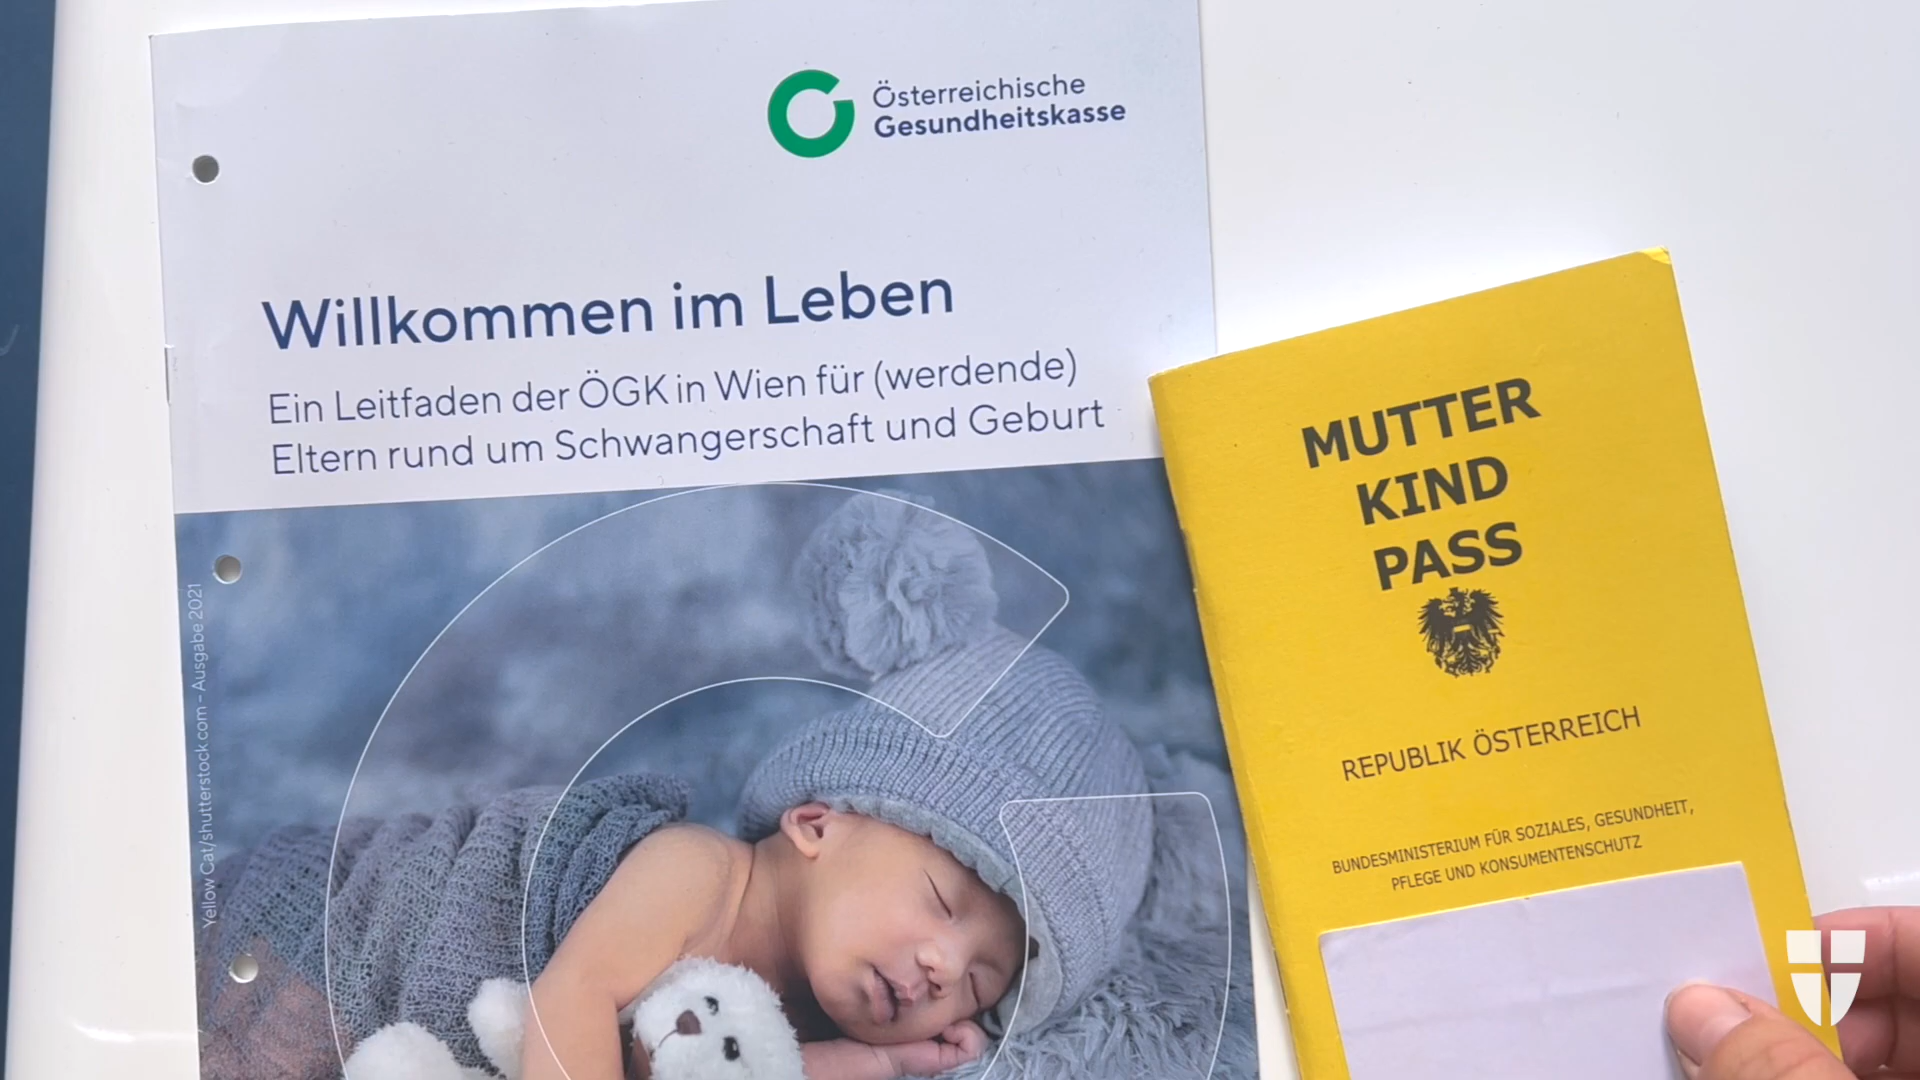 Österreichische
Gesundheitskasse
Willkommen im Leben
Ein Leitfaden der ÖGK in Wien für (werdende)
Eltern rund um Schwangerschaft und Geburt
Yellow Cat/shutterstock.com - Ausgabe 2021
MUTTER
KIND
PASS
REPUBLIK ÖSTERREICH
BUNDESMINISTERIUM FÜR SOZIALES, GESUNDHEIT,
PFLEGE UND KONSUMENTENSCHUTZ